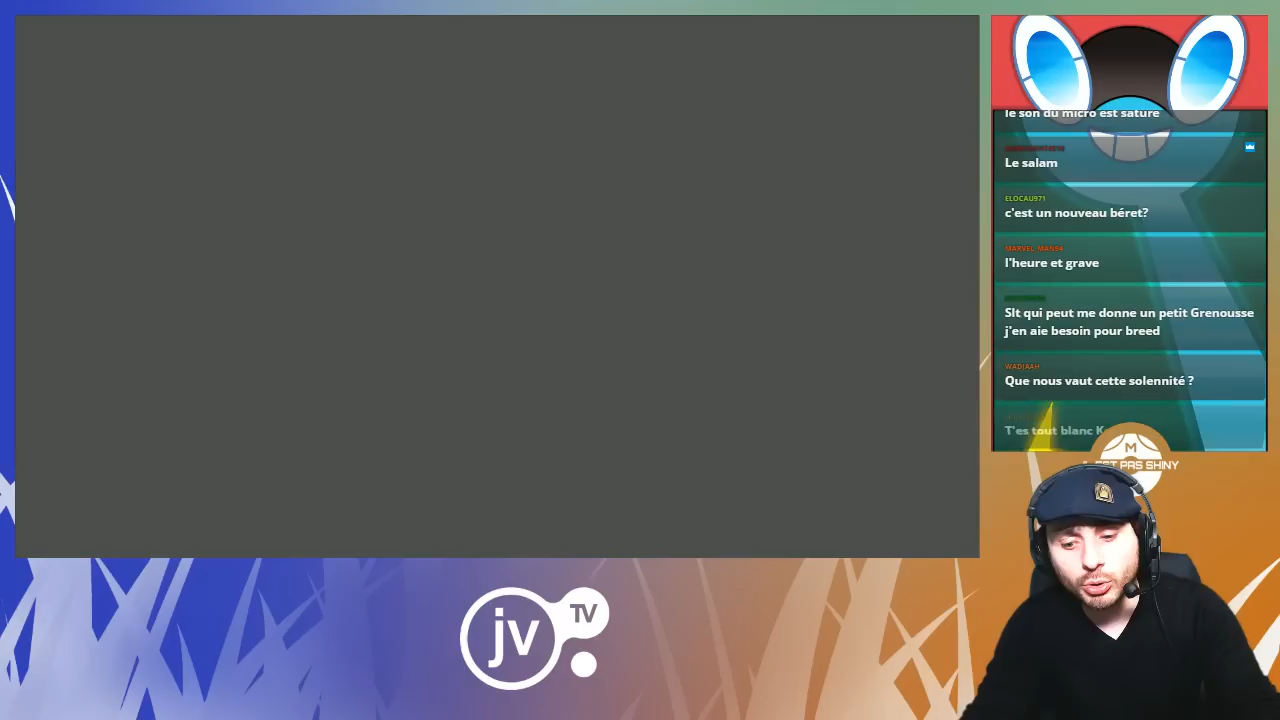 le son du micro est saturé
Le salam
ELOCAU971
c'est un nouveau béret?
MARVEL MAN94
l'heure et grave
Slt qui peut me donne un petit Grenousse
j'en aie besoin pour breed
WADJAAH
Que nous vaut cette solennité ?
T'es tout blanc
M
EST PAS SHINY
jv
TV